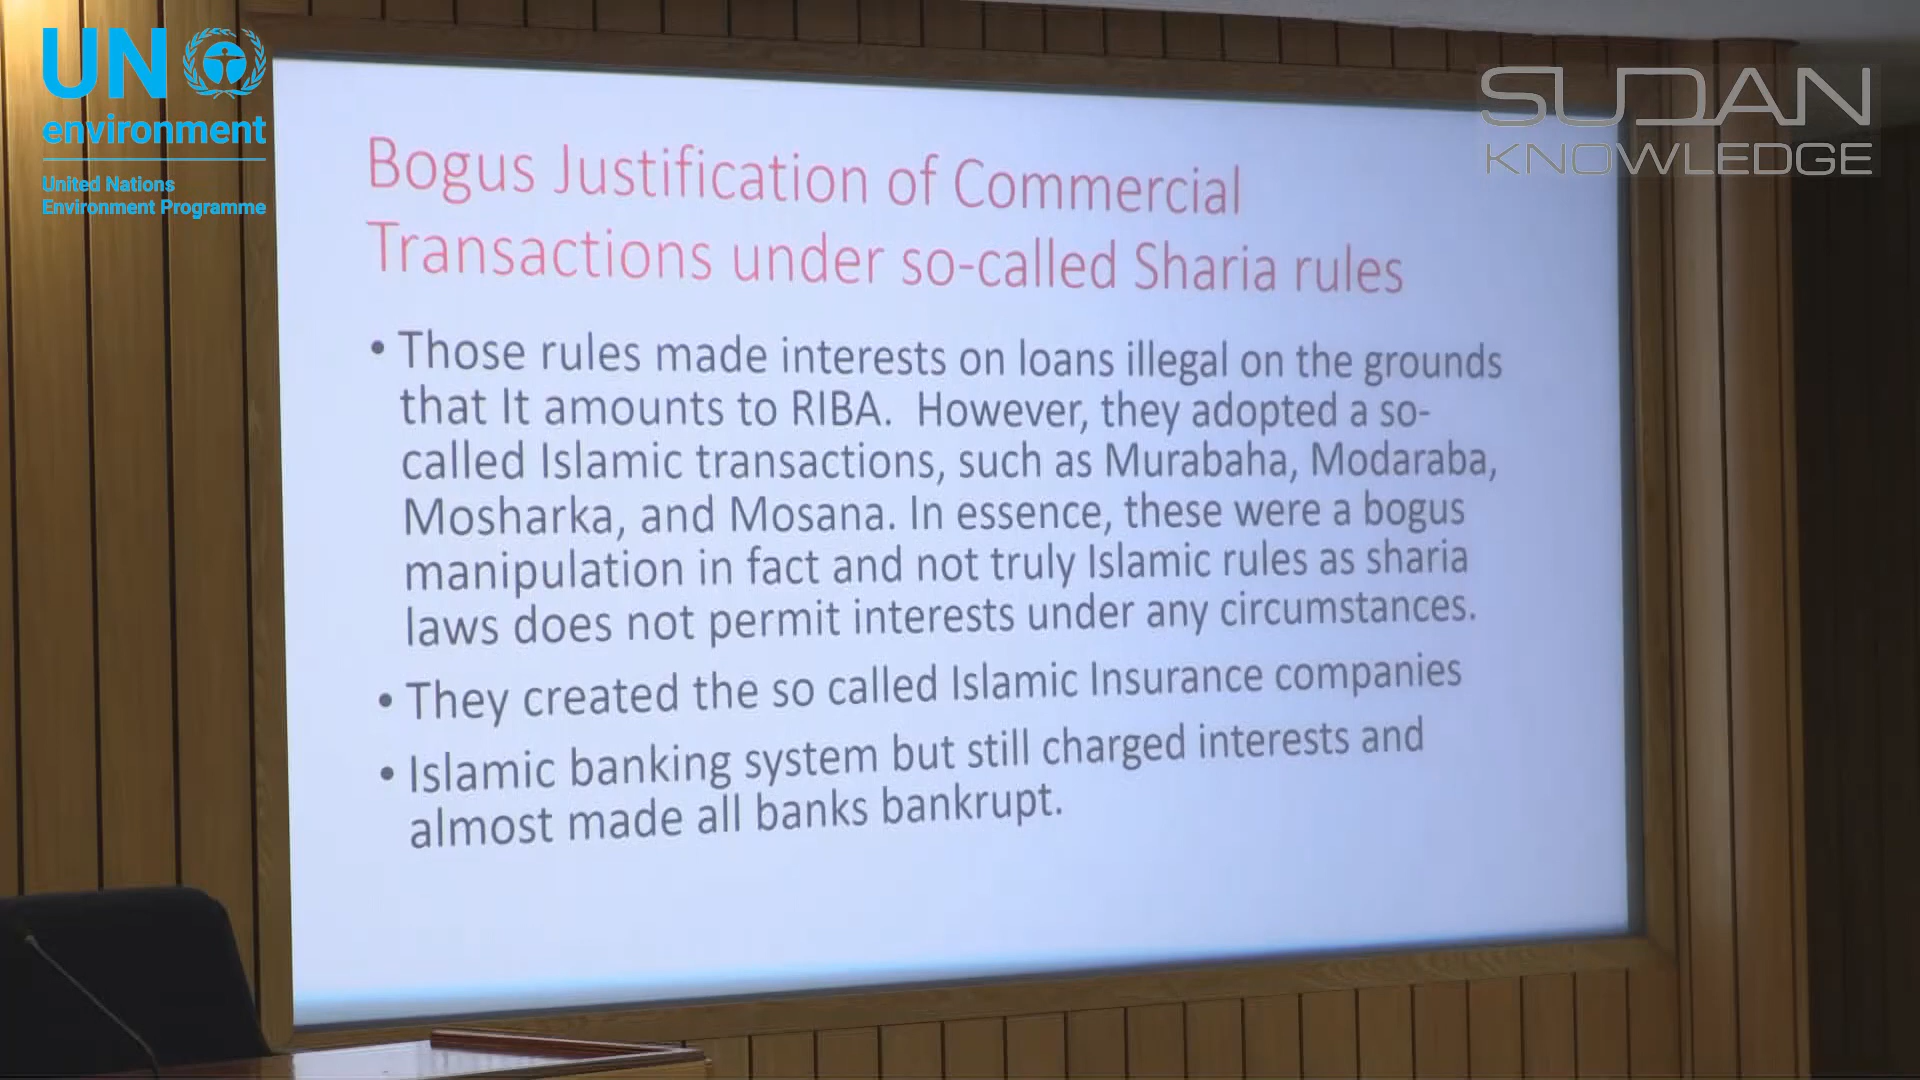 UN
environment
United Nations
Environment Programme
SUDAN
KNOWLEDGE
Bogus Justification of Commercial
Transactions under so-called Sharia rules
• Those rules made interests on loans illegal on the grounds
that It amounts to RIBA. However, they adopted a so-
called Islamic transactions, such as Murabaha, Modaraba,
Mosharka, and Mosana. In essence, these were a bogus
manipulation in fact and not truly Islamic rules as sharia
laws does not permit interests under any circumstances.
• They created the so called Islamic Insurance companies
• Islamic banking system but still charged interests and
almost made all banks bankrupt.